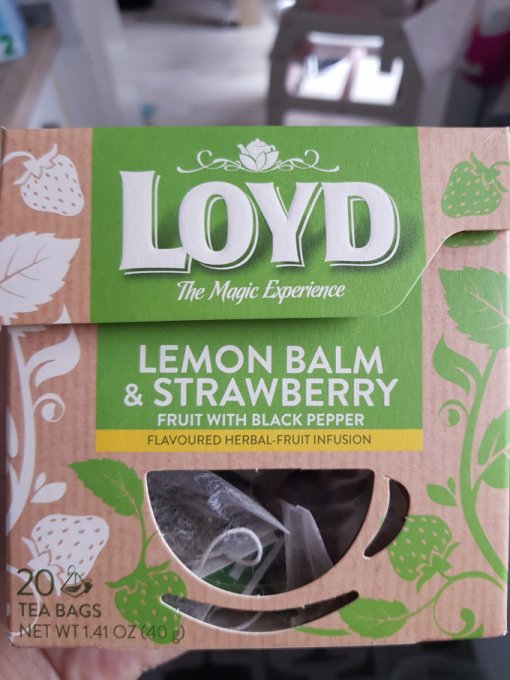 LOYD
The Magic Experience
LEMON BALM
& STRAWBERRY
FRUIT WITH BLACK PEPPER
FLAVOURED HERBAL-FRUIT INFUSION
20
TEA BAGS
NET WT 1.41 OZ (40 g)